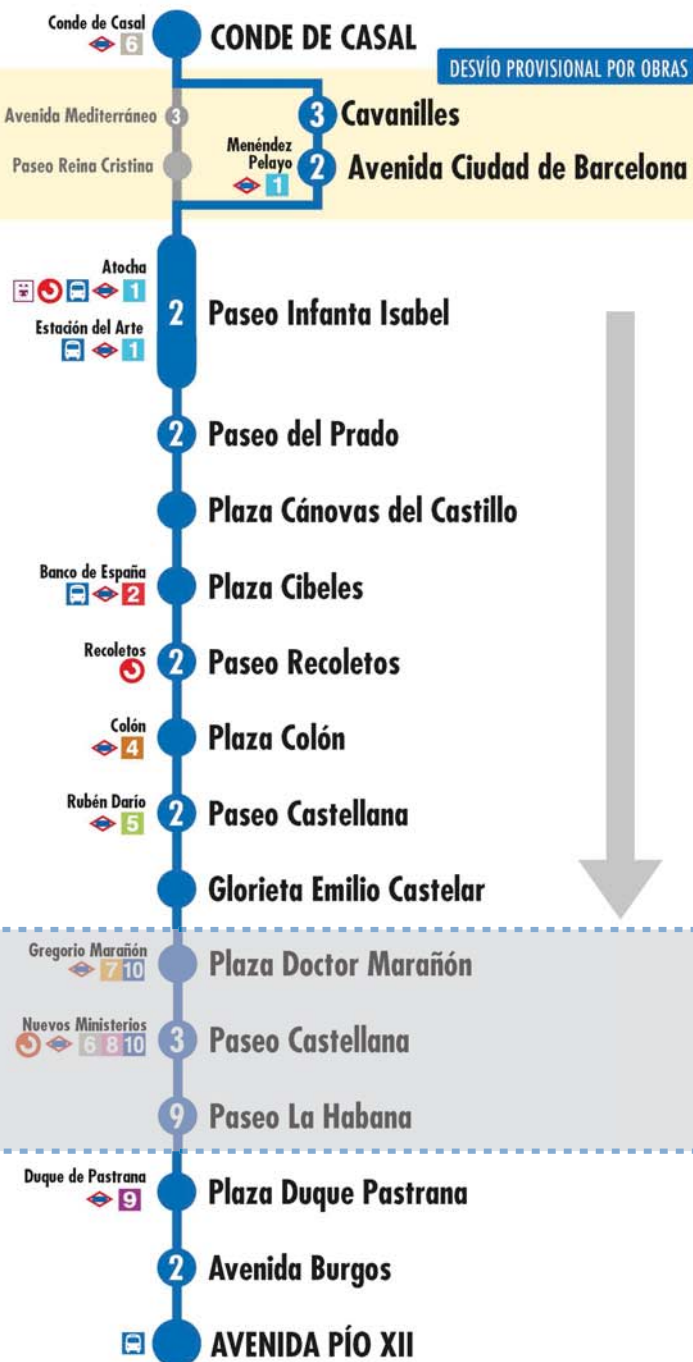 Conde de Casal
6
CONDE DE CASAL
DESVÍO PROVISIONAL POR OBRAS
Avenida Mediterráneo 3
3 Cavanilles
Paseo Reina Cristina
Menéndez
Pelayo
1
2 Avenida Ciudad de Barcelona
Atocha
1
Estación del Arte
1
2 Paseo Infanta Isabel
2 Paseo del Prado
Plaza Cánovas del Castillo
Banco de España
2
Plaza Cibeles
Recoletos
2 Paseo Recoletos
Colón
4
Plaza Colón
Rubén Darío
5
2 Paseo Castellana
Glorieta Emilio Castelar
Gregorio Marañón
7 10
Plaza Doctor Marañón
Nuevos Ministerios
6 8 10
3 Paseo Castellana
9 Paseo La Habana
Duque de Pastrana
9
Plaza Duque Pastrana
2 Avenida Burgos
AVENIDA PÍO XII